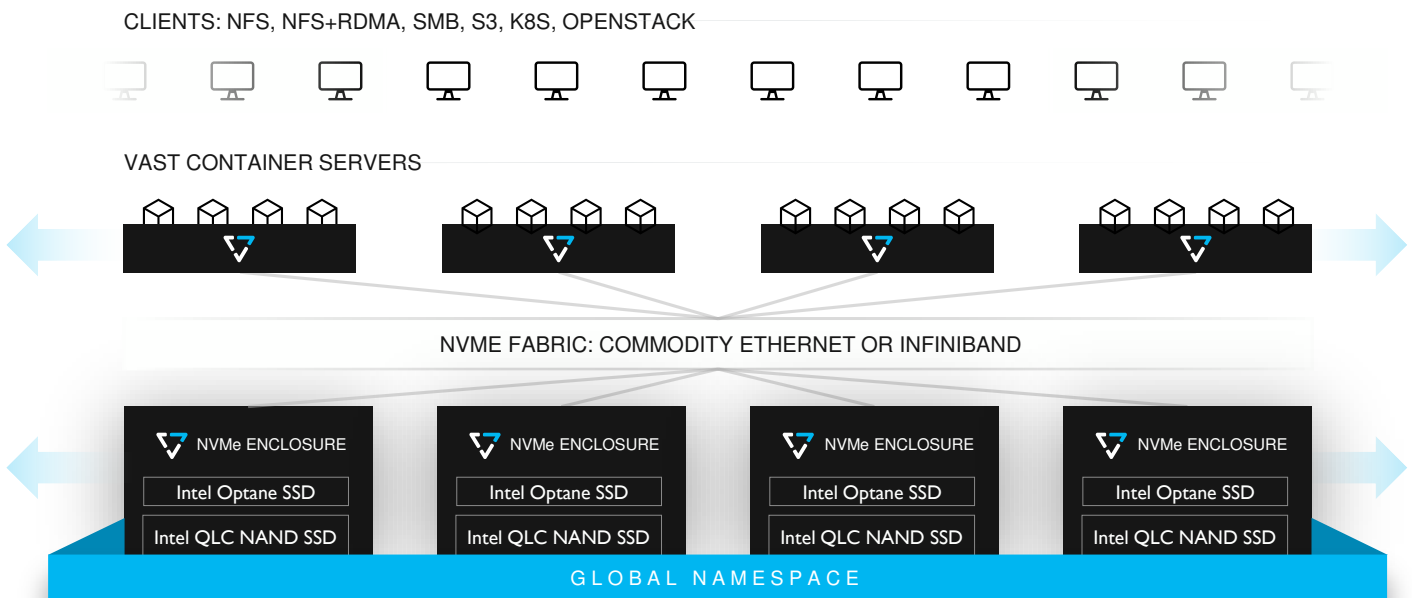 CLIENTS: NFS, NFS+RDMA, SMB, S3, K8S, OPENSTACK
VAST CONTAINER SERVERS
NVME FABRIC: COMMODITY ETHERNET OR INFINIBAND
NVMe ENCLOSURE
Intel Optane SSD
Intel QLC NAND SSD
NVMe ENCLOSURE
Intel Optane SSD
Intel QLC NAND SSD
NVMe ENCLOSURE
Intel Optane SSD
Intel QLC NAND SSD
NVMe ENCLOSURE
Intel Optane SSD
Intel QLC NAND SSD
GLOBAL NAMESPACE